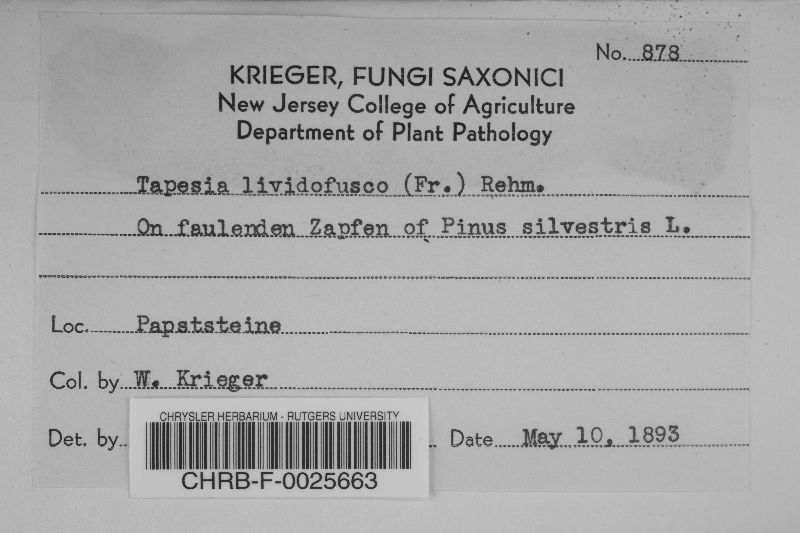 No. 878
KRIEGER, FUNGI SAXONICI
New Jersey College of Agriculture
Department of Plant Pathology
Tapesia lividofusco (Fr.) Rehm.
On faulenden Zapfen of Pinus silvestris L.
Loc. Papststeine
Col. by W. Krieger
Det. by
Date May 10, 1893
CHRYSLER HERBARIUM - RUTGERS UNIVERSITY
CHRB-F-0025663